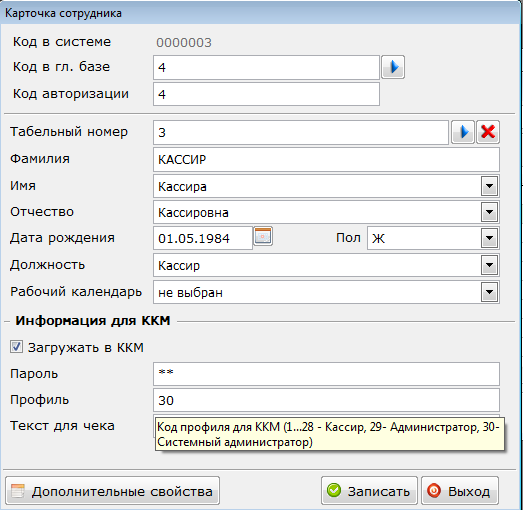 Карточка сотрудника
Код в системе 0000003
Код в гл. базе 4
Код авторизации 4
Табельный номер 3
Фамилия КАССИР
Имя Кассира
Отчество Кассировна
Дата рождения 01.05.1984 Пол Ж
Должность Кассир
Рабочий календарь не выбран
Информация для ККМ
Загружать в ККМ
Пароль **
Профиль 30
Текст для чека
Код профиля для ККМ (1...28 - Кассир, 29- Администратор, 30-
Системный администратор)
Дополнительные свойства Записать Выход